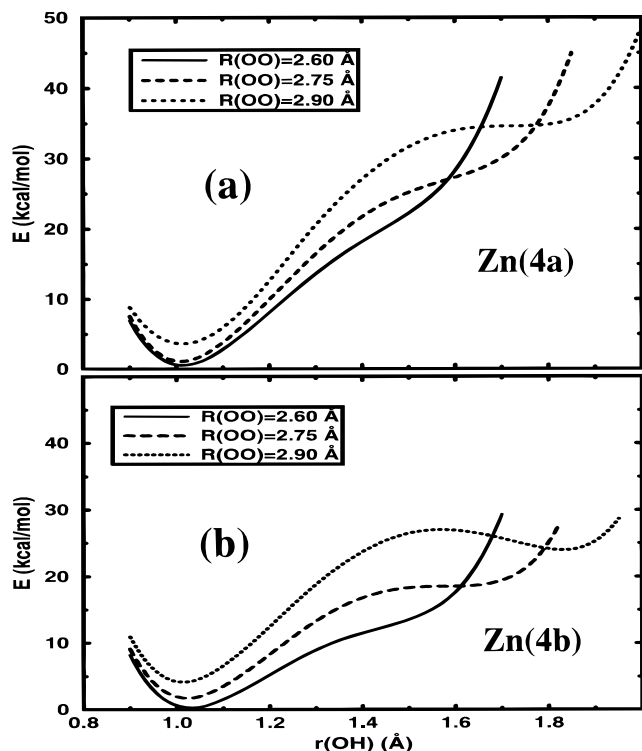 50
40
30
20
10
0
E (kcal/mol)
R(OO)=2.60 Å
R(OO)=2.75 Å
R(OO)=2.90 Å
(a)
Zn(4a)
40
30
20
10
0
E (kcal/mol)
R(OO)=2.60 Å
R(OO)=2.75 Å
R(OO)=2.90 Å
(b)
Zn(4b)
0.8 1.0 1.2 1.4 1.6 1.8
r(OH) (Å)